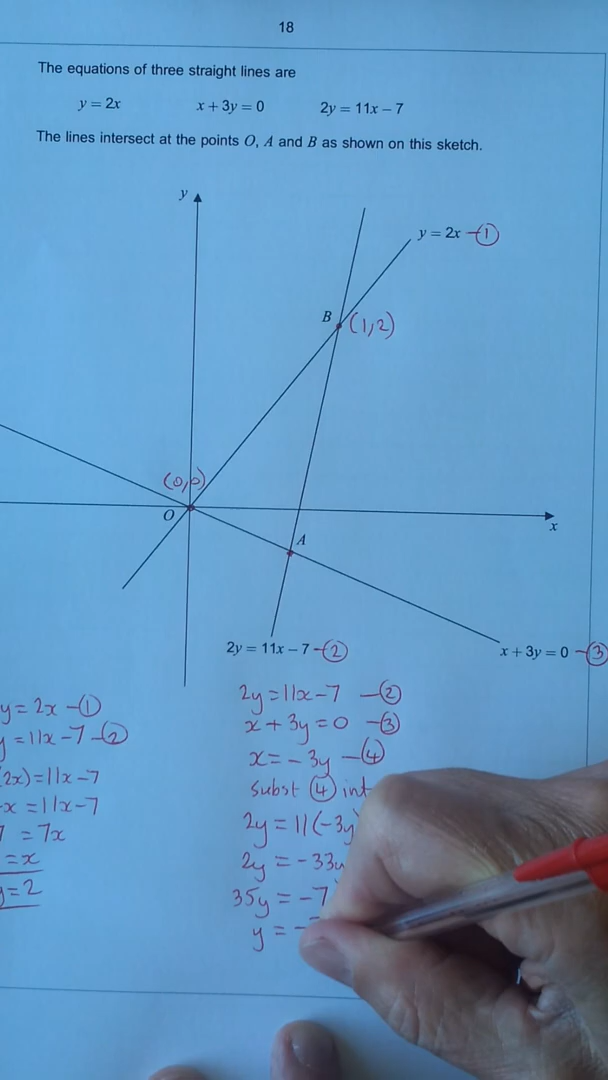 18
The equations of three straight lines are
y = 2x x + 3y = 0 2y = 11x – 7
The lines intersect at the points O, A and B as shown on this sketch.
y
y = 2x –①
B (1,2)
(0,0)
O
x
A
2y = 11x – 7 –②
x + 3y = 0 –③
y = 2x –①
= 11x – 7 –②
(2x) = 11x – 7
x = 11x – 7
7 = 7x
= x
y = 2
2y = 11x – 7 –②
x + 3y = 0 –③
x = – 3y –④
Subst ④ int
2y = 11(–3y)
2y = –33y
35y = –7
y = –